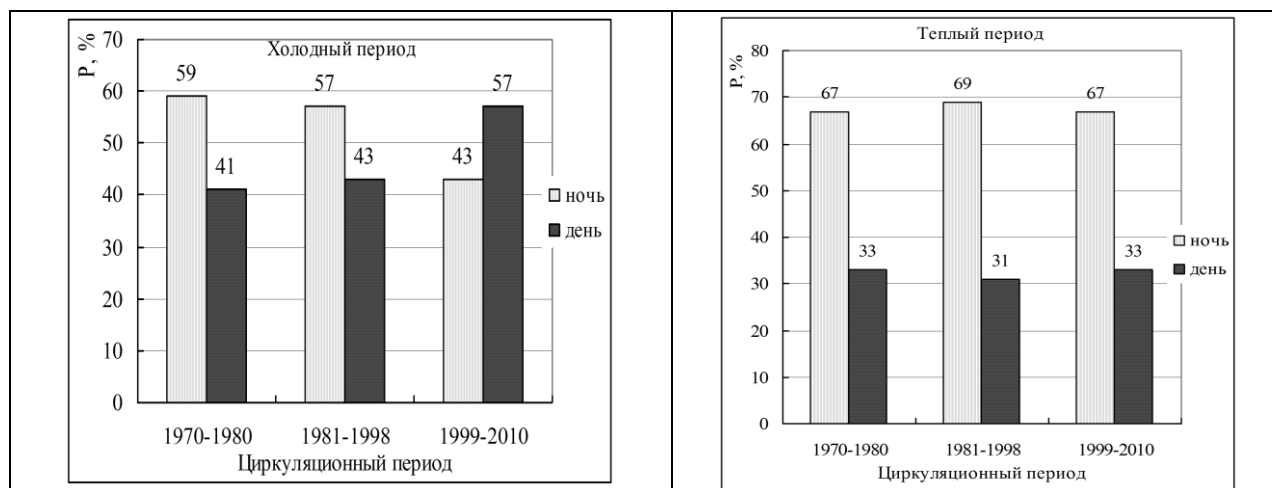 Холодный период
P, %
70
60
50
40
30
20
10
0
59
41
57
43
43
57
ночь
день
1970-1980 1981-1998 1999-2010
Циркуляционный период
Теплый период
P, %
80
70
60
50
40
30
20
10
0
67
33
69
31
67
33
ночь
день
1970-1980 1981-1998 1999-2010
Циркуляционный период